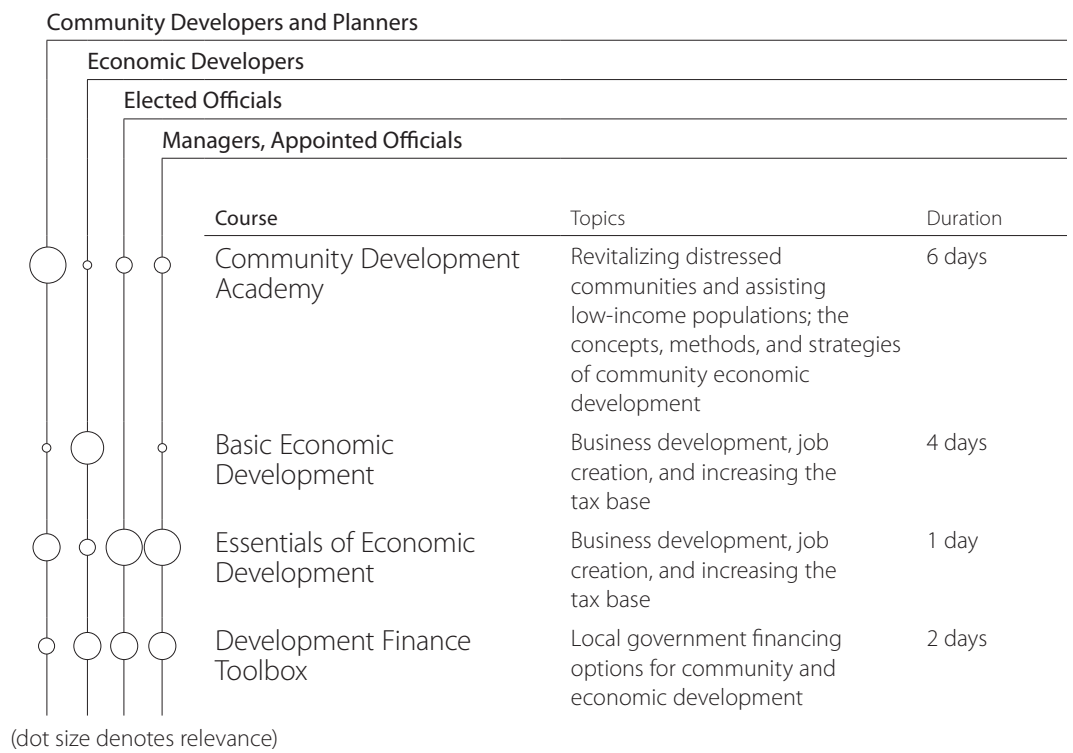 Community Developers and Planners
Economic Developers
Elected Officials
Managers, Appointed Officials
Course Topics Duration
Community Development
Academy
Revitalizing distressed
communities and assisting
low-income populations; the
concepts, methods, and strategies
of community economic
development
6 days
Basic Economic
Development
Business development, job
creation, and increasing the
tax base
4 days
Essentials of Economic
Development
Business development, job
creation, and increasing the
tax base
1 day
Development Finance
Toolbox
Local government financing
options for community and
economic development
2 days
(dot size denotes relevance)